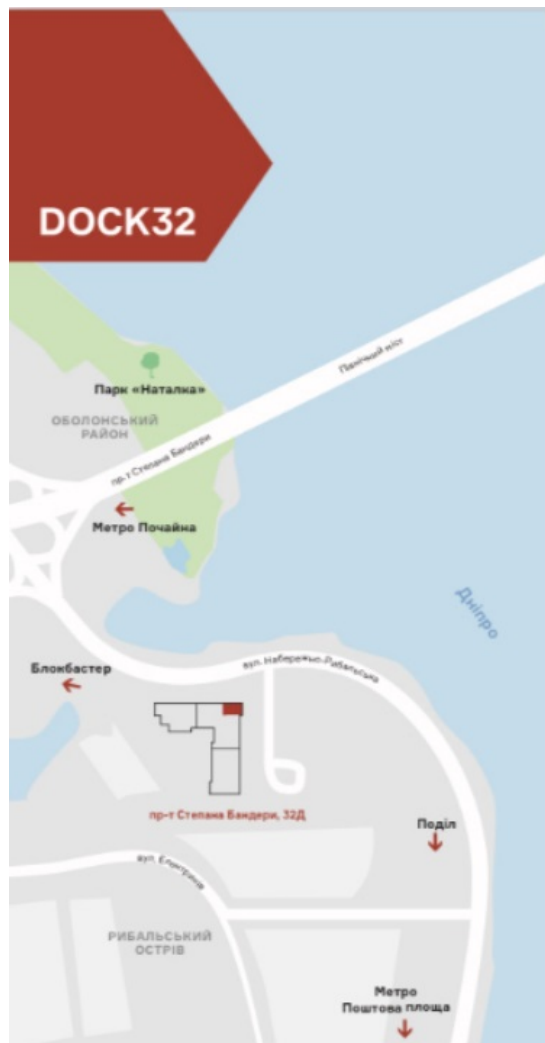 DOCK32
Північний міст
Парк «Наталка»
ОБОЛОНСЬКИЙ
РАЙОН
пр-т Степана Бандери
Метро Почайна
Дніпро
вул. Набережно-Рибальська
Блокбастер
пр-т Степана Бандери, 32Д
Поділ
вул. Електриків
РИБАЛЬСЬКИЙ
ОСТРІВ
Метро
Поштова площа